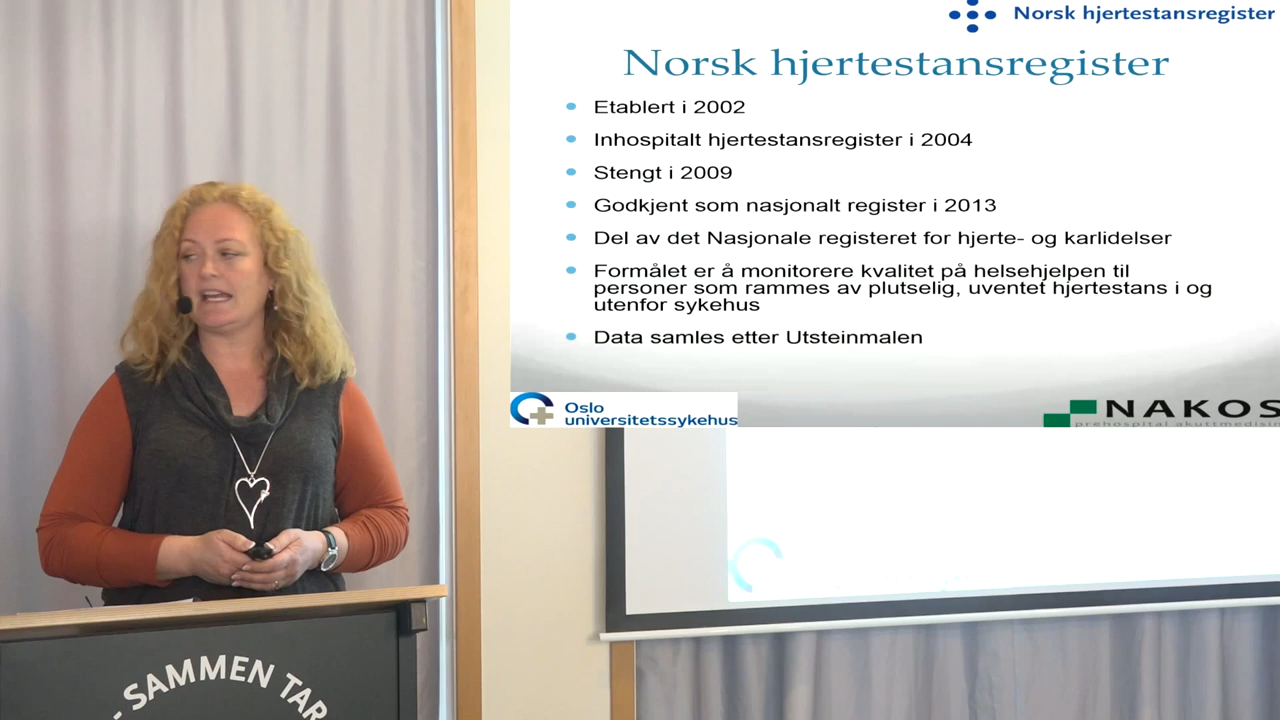 Norsk hjertestansregister
Norsk hjertestansregister
Etablert i 2002
Inhospitalt hjertestansregister i 2004
Stengt i 2009
Godkjent som nasjonalt register i 2013
Del av det Nasjonale registeret for hjerte- og karlidelser
Formålet er å monitorere kvalitet på helsehjelpen til
personer som rammes av plutselig, uventet hjertestans i og
utenfor sykehus
Data samles etter Utsteinmalen
Oslo
universitetssykehus
NAKOS
prehospital akuttmedisin
- SAMMEN TAR